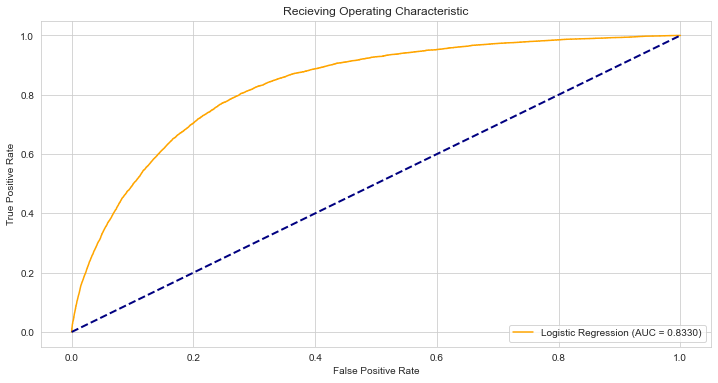 Recieving Operating Characteristic
True Positive Rate
1.0
0.8
0.6
0.4
0.2
0.0
Logistic Regression (AUC = 0.8330)
0.0 0.2 0.4 0.6 0.8 1.0
False Positive Rate